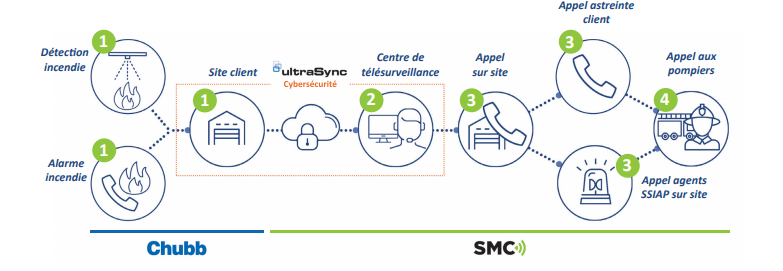 Appel astreinte
client
3
1
Détection
incendie
Site client
ultraSync
Cybersécurité
Centre de
télésurveillance
Appel
sur site
Appel aux
pompiers
1
2
3
4
1
Alarme
incendie
3
Appel agents
SSIAP sur site
Chubb
SMC